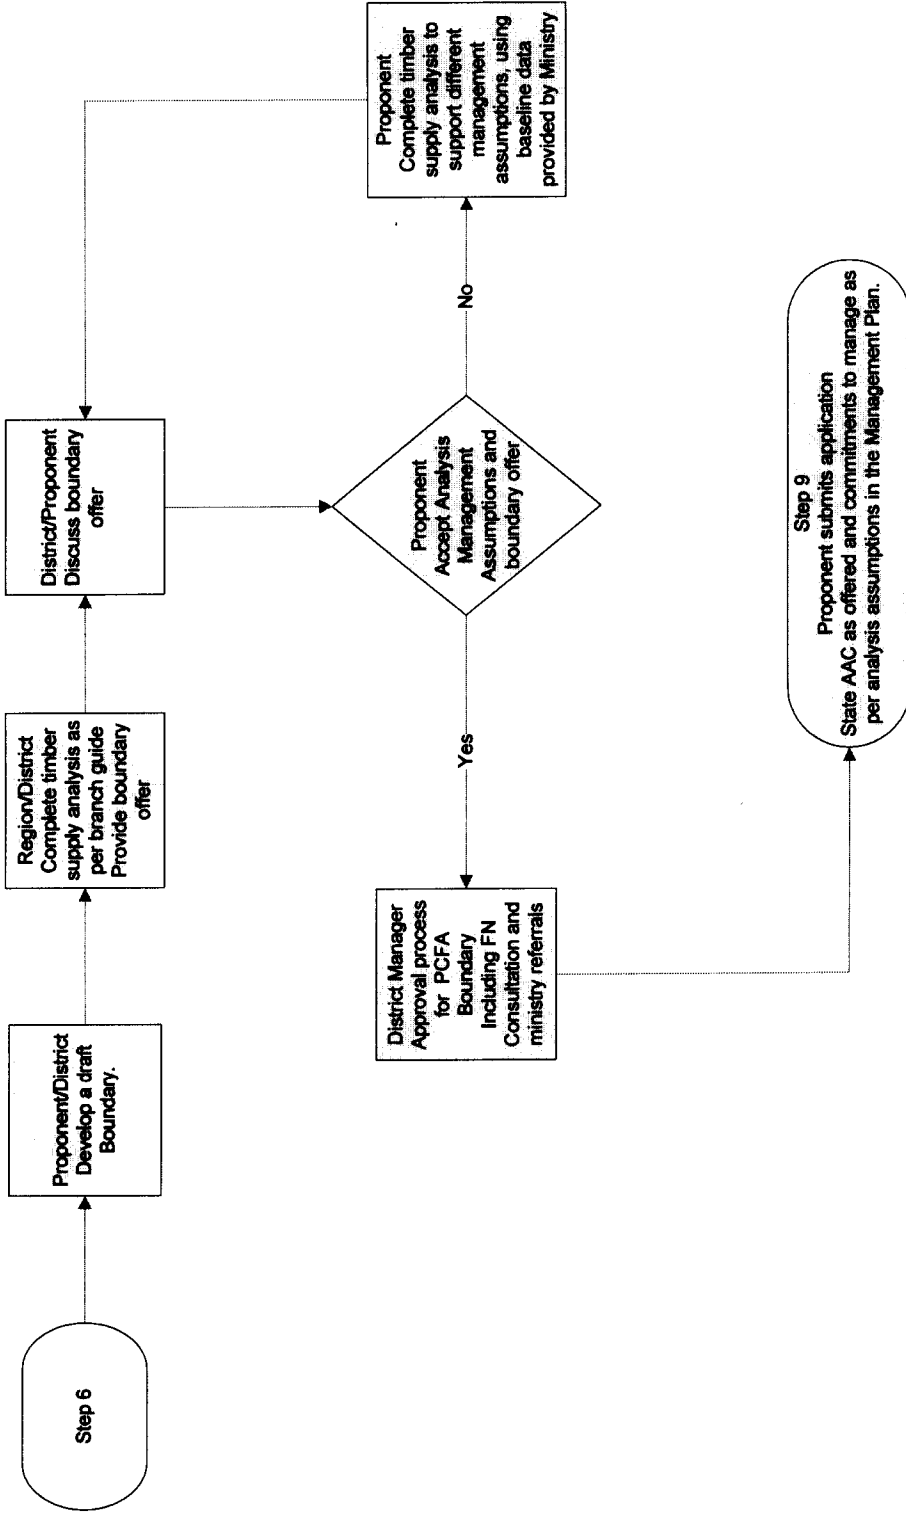 Step 6
Proponent/District
Develop a draft
Boundary.
Region/District
Complete timber
supply analysis as
per branch guide
Provide boundary
offer
District/Proponent
Discuss boundary
offer
Proponent
Complete timber
supply analysis to
support different
management
assumptions, using
baseline data
provided by Ministry
Proponent
Accept Analysis
Management
Assumptions and
boundary offer
No
Yes
District Manager
Approval process
for PCFA
Boundary
Including FN
Consultation and
ministry referrals
Step 9
Proponent submits application
State AAC as offered and commitments to manage as
per analysis assumptions in the Management Plan.